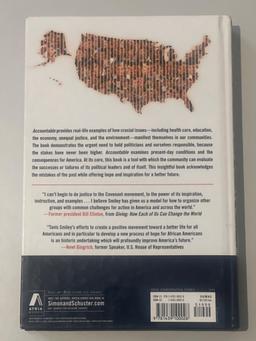 Accountable provides real-life examples of how crucial issues—including health care, education,
the economy, unequal justice, and the environment—manifest themselves in our communities.
The book demonstrates the urgent need to hold politicians and ourselves responsible, because
the stakes have never been higher. Accountable examines present-day conditions and the
consequences for America. At its core, this book is a tool with which the community can evaluate
the successes or failures of its political leaders and of itself. This insightful book acknowledges
the mistakes of the past while offering hope and inspiration for a better future.
"I can't begin to do justice to the Covenant movement, to the power of its inspiration,
instruction, and examples . . . I believe Smiley has given us a model for how to organize other
groups with common challenges for action in America and across the world."
—Former president Bill Clinton, from Giving: How Each of Us Can Change the World
"Tavis Smiley's efforts to create a positive movement toward a better life for all
Americans and in particular to develop a new process of hope for African Americans
is an historic undertaking which will profoundly improve America's future."
—Newt Gingrich, former Speaker, U.S. House of Representatives
ATRIA
SimonandSchuster.com